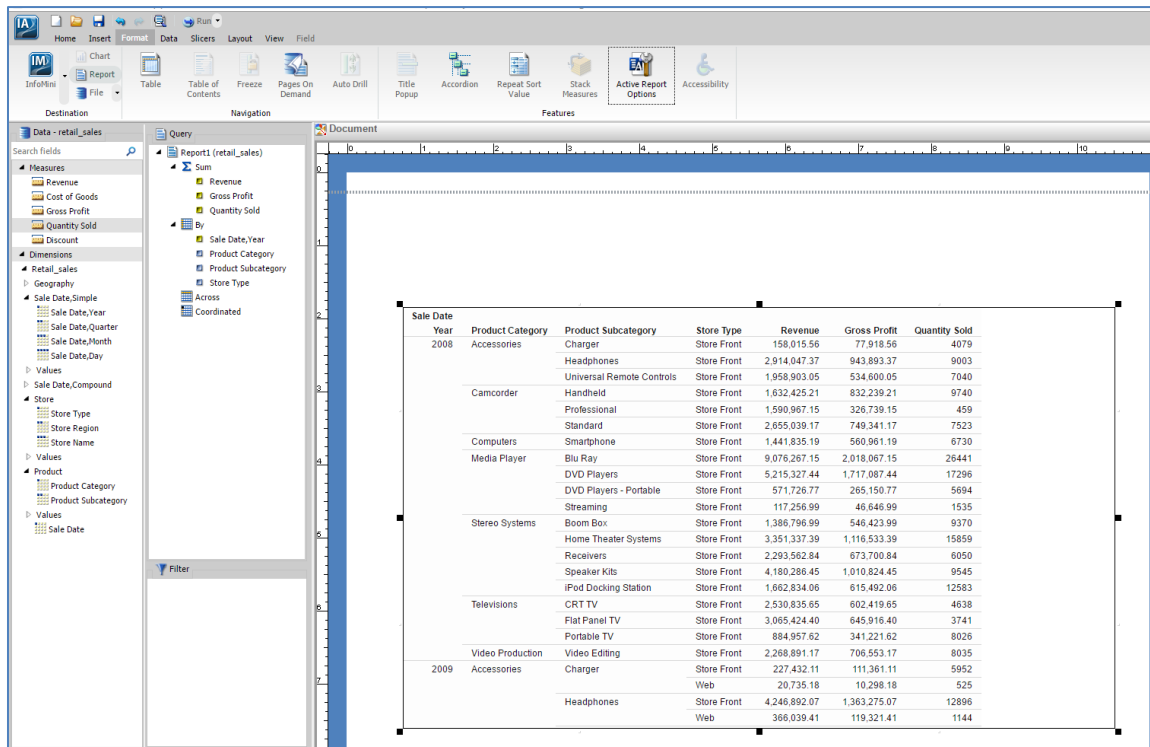 IA Run
Home Insert Format Data Slicers Layout View Field
IM InfoMini Chart Report File Table Table of Contents Freeze Pages On Demand Auto Drill Title Popup Accordion Repeat Sort Value Stack Measures Active Report Options Accessibility
Destination Navigation Features
Data - retail_sales
Search fields
Measures
Revenue
Cost of Goods
Gross Profit
Quantity Sold
Discount
Dimensions
Retail_sales
Geography
Sale Date,Simple
Sale Date,Year
Sale Date,Quarter
Sale Date,Month
Sale Date,Day
Values
Sale Date,Compound
Store
Store Type
Store Region
Store Name
Values
Product
Product Category
Product Subcategory
Values
Sale Date
Query
Report1 (retail_sales)
Σ Sum
Revenue
Gross Profit
Quantity Sold
By
Sale Date,Year
Product Category
Product Subcategory
Store Type
Across
Coordinated
Filter
Document
0 1 2 3 4 5 6 7 8 9 10
0
1
2
3
4
5
6
7
Sale Date
Year Product Category Product Subcategory Store Type Revenue Gross Profit Quantity Sold
2008 Accessories Charger Store Front 158,015.56 77,918.56 4079
Headphones Store Front 2,914,047.37 943,893.37 9003
Universal Remote Controls Store Front 1,958,903.05 534,600.05 7040
Camcorder Handheld Store Front 1,632,425.21 832,239.21 9740
Professional Store Front 1,590,967.15 326,739.15 459
Standard Store Front 2,655,039.17 749,341.17 7523
Computers Smartphone Store Front 1,441,835.19 560,961.19 6730
Media Player Blu Ray Store Front 9,076,267.15 2,018,067.15 26441
DVD Players Store Front 5,215,327.44 1,717,087.44 17296
DVD Players - Portable Store Front 571,726.77 265,150.77 5694
Streaming Store Front 117,256.99 46,646.99 1535
Stereo Systems Boom Box Store Front 1,386,796.99 546,423.99 9370
Home Theater Systems Store Front 3,351,337.39 1,116,533.39 15859
Receivers Store Front 2,293,562.84 673,700.84 6050
Speaker Kits Store Front 4,180,286.45 1,010,824.45 9545
iPod Docking Station Store Front 1,662,834.06 615,492.06 12583
Televisions CRT TV Store Front 2,530,835.65 602,419.65 4638
Flat Panel TV Store Front 3,065,424.40 645,916.40 3741
Portable TV Store Front 884,957.62 341,221.62 8026
Video Production Video Editing Store Front 2,268,891.17 706,553.17 8035
2009 Accessories Charger Store Front 227,432.11 111,361.11 5952
Web 20,735.18 10,298.18 525
Headphones Store Front 4,246,892.07 1,363,275.07 12896
Web 366,039.41 119,321.41 1144